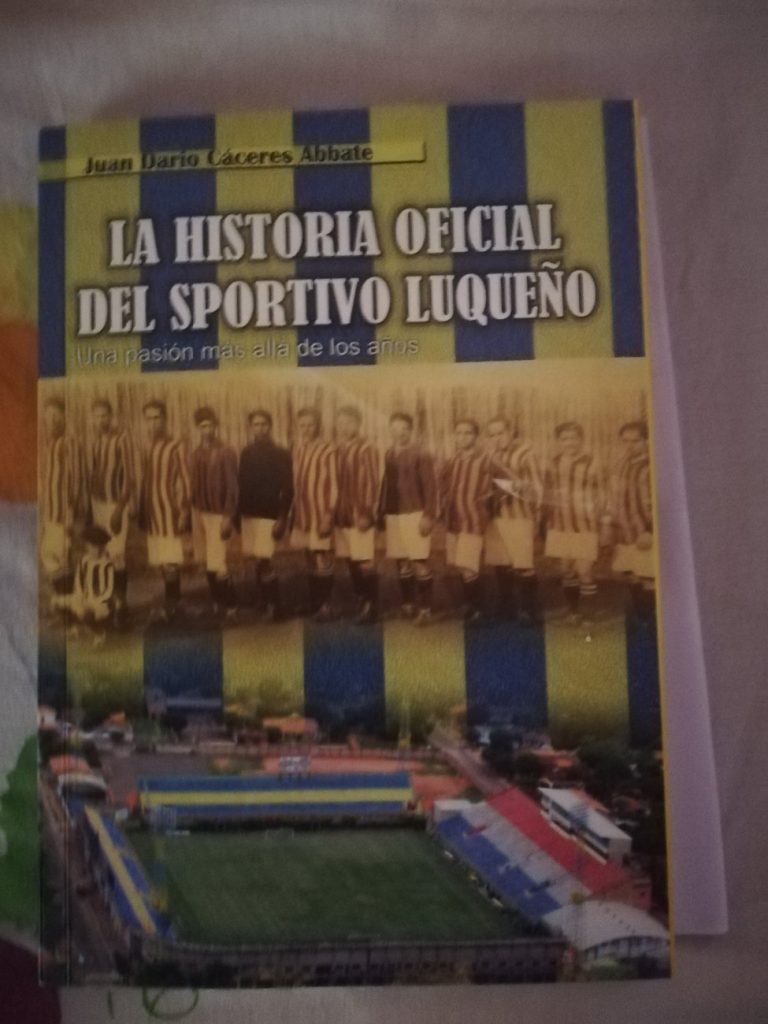 Juan Darío Cáceres Abbate
LA HISTORIA OFICIAL
DEL SPORTIVO LUQUEÑO
Una pasión más allá de los años